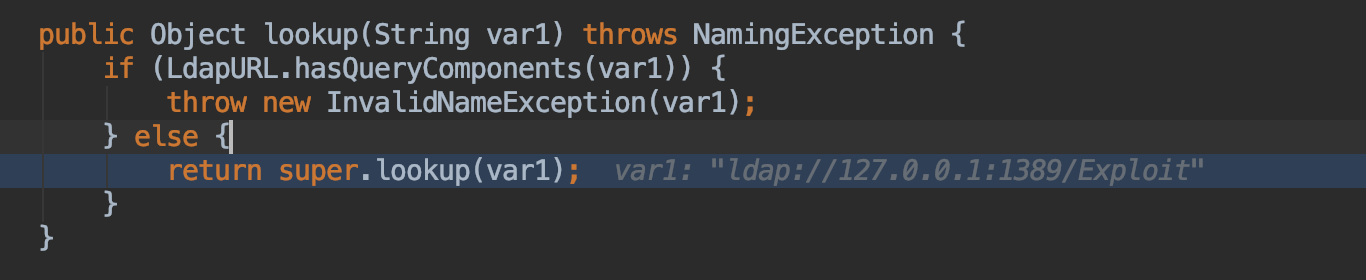 public Object lookup(String var1) throws NamingException {
if (LdapURL.hasQueryComponents(var1)) {
throw new InvalidNameException(var1);
} else {
return super.lookup(var1); var1: "ldap://127.0.0.1:1389/Exploit"
}
}